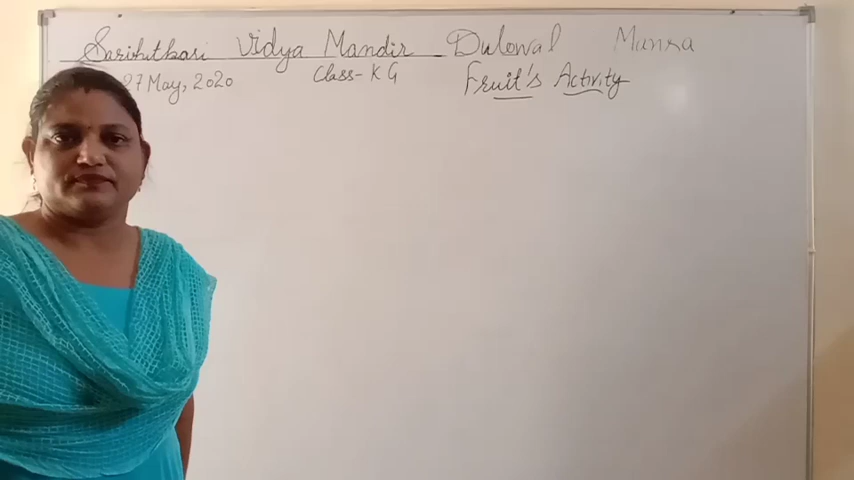 Sarvhitkari Vidya Mandir Dulowal Mansa
27 May, 2020 Class- KG Fruit's Activity